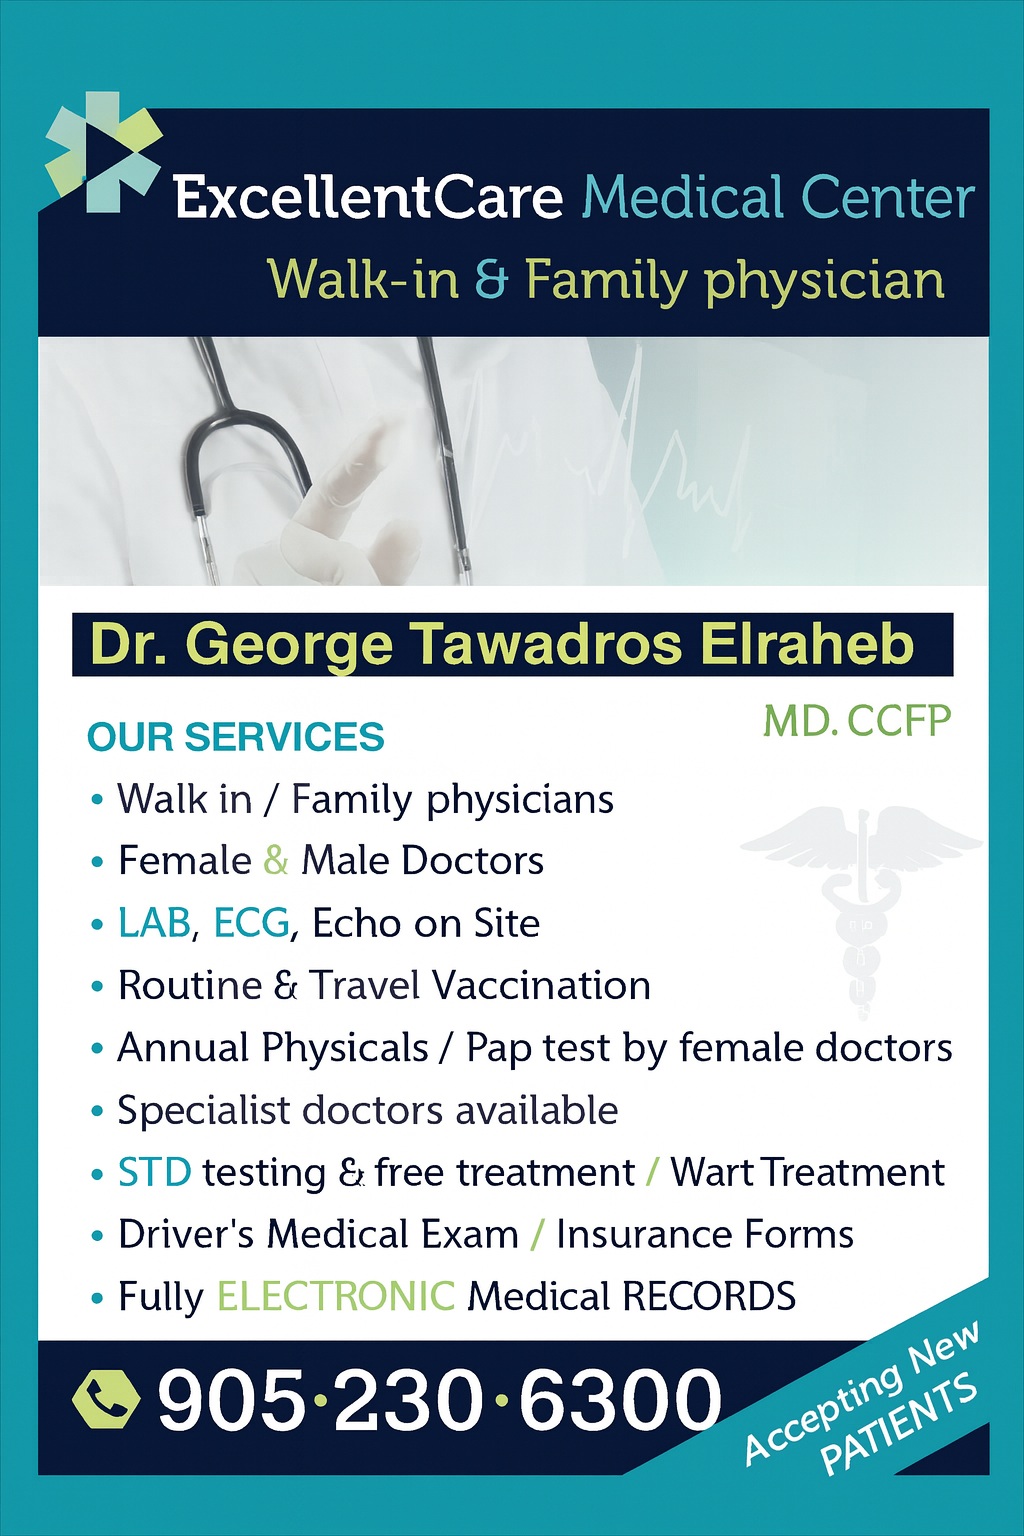 ExcellentCare Medical Center
Walk-in & Family physician
Dr. George Tawadros Elraheb
MD. CCFP
OUR SERVICES
• Walk in / Family physicians
• Female & Male Doctors
• LAB, ECG, Echo on Site
• Routine & Travel Vaccination
• Annual Physicals / Pap test by female doctors
• Specialist doctors available
• STD testing & free treatment / Wart Treatment
• Driver's Medical Exam / Insurance Forms
• Fully ELECTRONIC Medical RECORDS
905·230·6300
Accepting New
PATIENTS